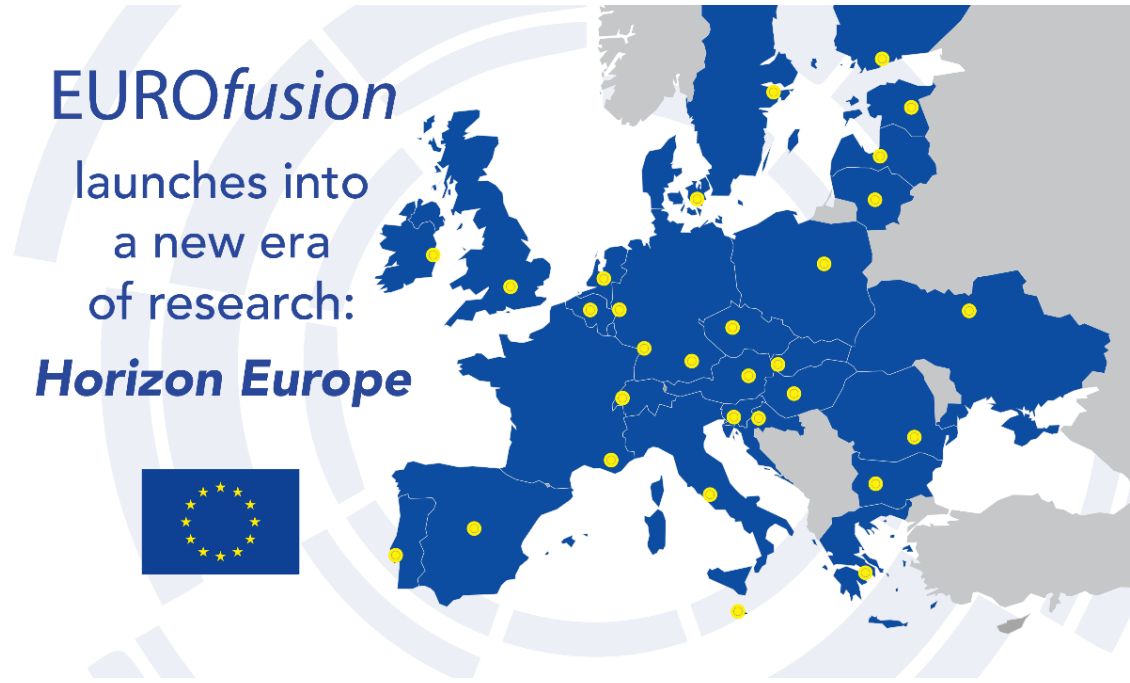 EUROfusion
launches into
a new era
of research:
Horizon Europe